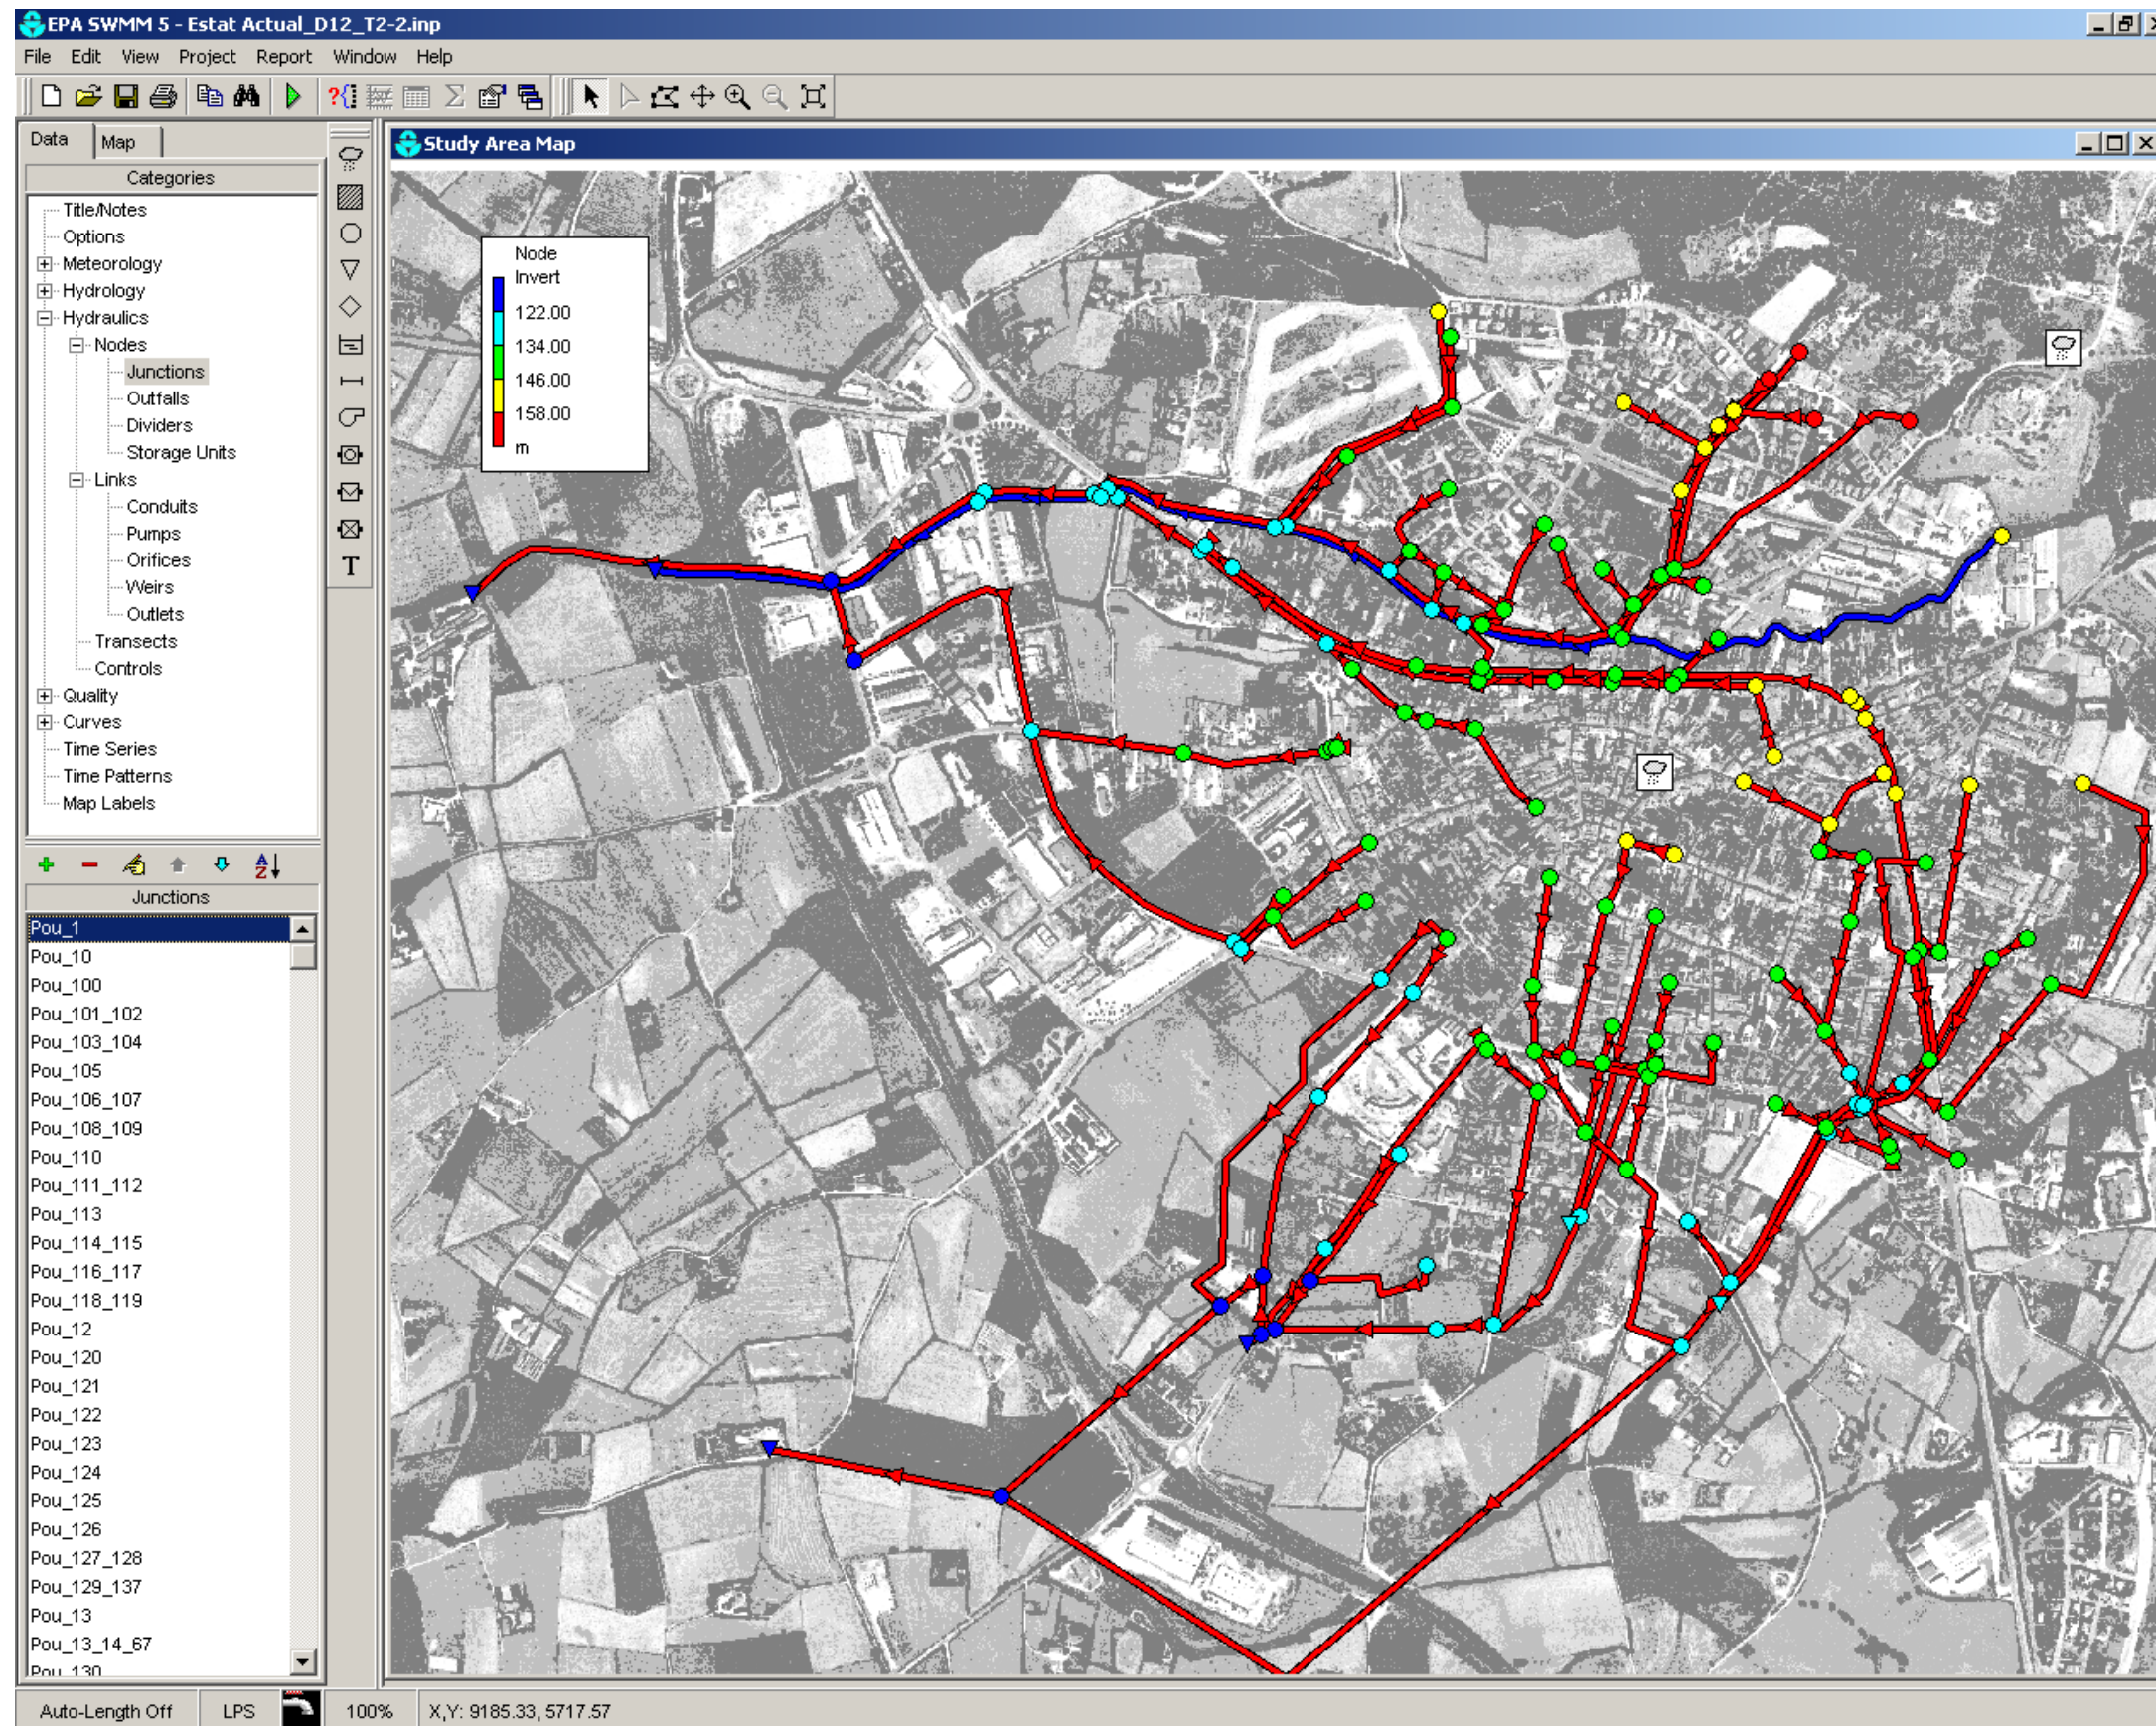 EPA SWMM 5 - Estat Actual_D12_T2-2.inp
File Edit View Project Report Window Help
Data Map
Study Area Map
Categories
Title/Notes
Options
Meteorology
Hydrology
Hydraulics
Nodes
Junctions
Outfalls
Dividers
Storage Units
Links
Conduits
Pumps
Orifices
Weirs
Outlets
Transects
Controls
Quality
Curves
Time Series
Time Patterns
Map Labels
T
Node
Invert
122.00
134.00
146.00
158.00
m
Junctions
Pou_1
Pou_10
Pou_100
Pou_101_102
Pou_103_104
Pou_105
Pou_106_107
Pou_108_109
Pou_110
Pou_111_112
Pou_113
Pou_114_115
Pou_116_117
Pou_118_119
Pou_12
Pou_120
Pou_121
Pou_122
Pou_123
Pou_124
Pou_125
Pou_126
Pou_127_128
Pou_129_137
Pou_13
Pou_13_14_67
Pou_130
Auto-Length Off LPS 100% X,Y: 9185.33, 5717.57